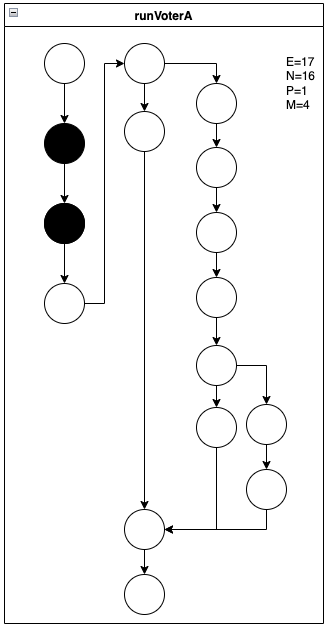 runVoterA
E=17
N=16
P=1
M=4